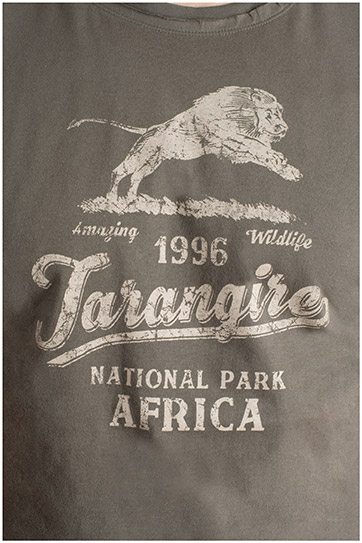 Amazing Wildlife
1996
Tarangire
NATIONAL PARK
AFRICA